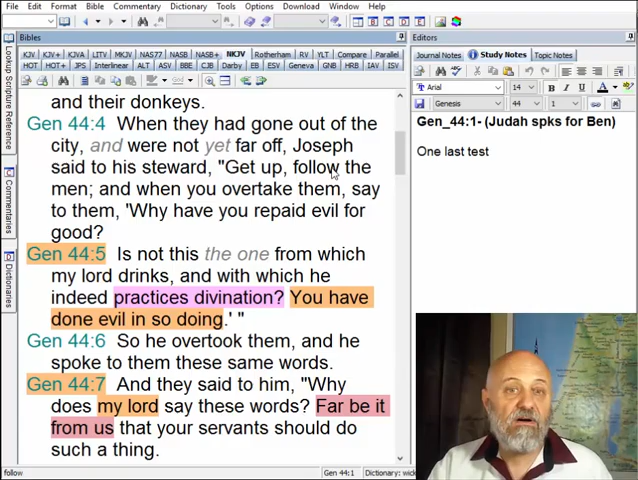 File Edit View Bible Bookmark Dictionary Tools Options Download Window Help
Bibles
KJV KJV+ KJVA LITV MKJV NAS77 NASB NASB+ NKJV Rotherham RV YLT Compare Parallel
HOT HOT+ JPS Interlinear ALT ASV BBE CJB Darby EB ESV Geneva GNB HRB IAV ISV
and their donkeys.
Gen 44:4 When they had gone out of the
city, and were not yet far off, Joseph
said to his steward, "Get up, follow the
men; and when you overtake them, say
to them, 'Why have you repaid evil for
good?
Gen 44:5 Is not this the one from which
my lord drinks, and with which he
indeed practices divination? You have
done evil in so doing.' "
Gen 44:6 So he overtook them, and he
spoke to them these same words.
Gen 44:7 And they said to him, "Why
does my lord say these words? Far be it
from us that your servants should do
such a thing.
Lookup Scripture Reference
Commentaries
Dictionaries
Editors
Journal Notes Study Notes Topic Notes
Arial 14 B I U A
Genesis 44 1
Gen_44:1- (Judah spks for Ben)
One last test
follow
Gen 44:1 Dictionary: